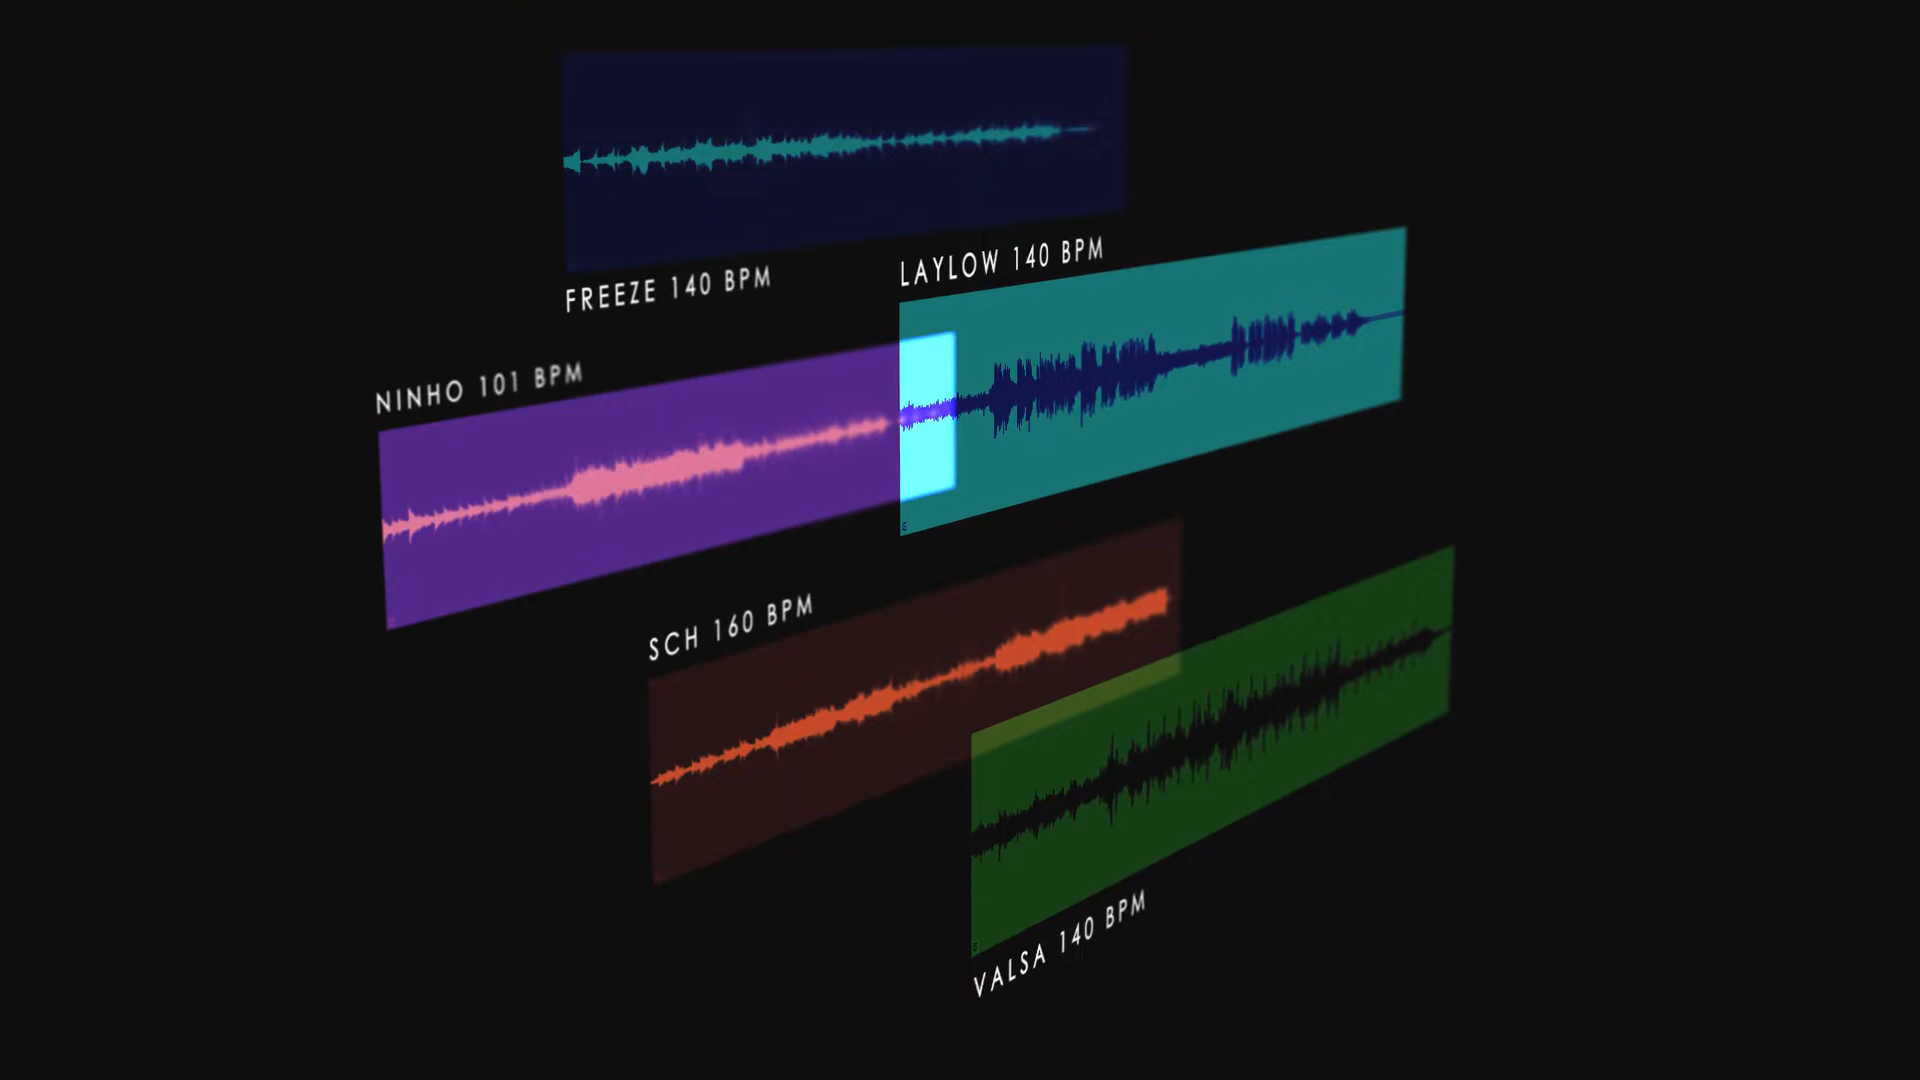 FREEZE 140 BPM
LAYLOW 140 BPM
NINHO 101 BPM
SCH 160 BPM
VALSA 140 BPM